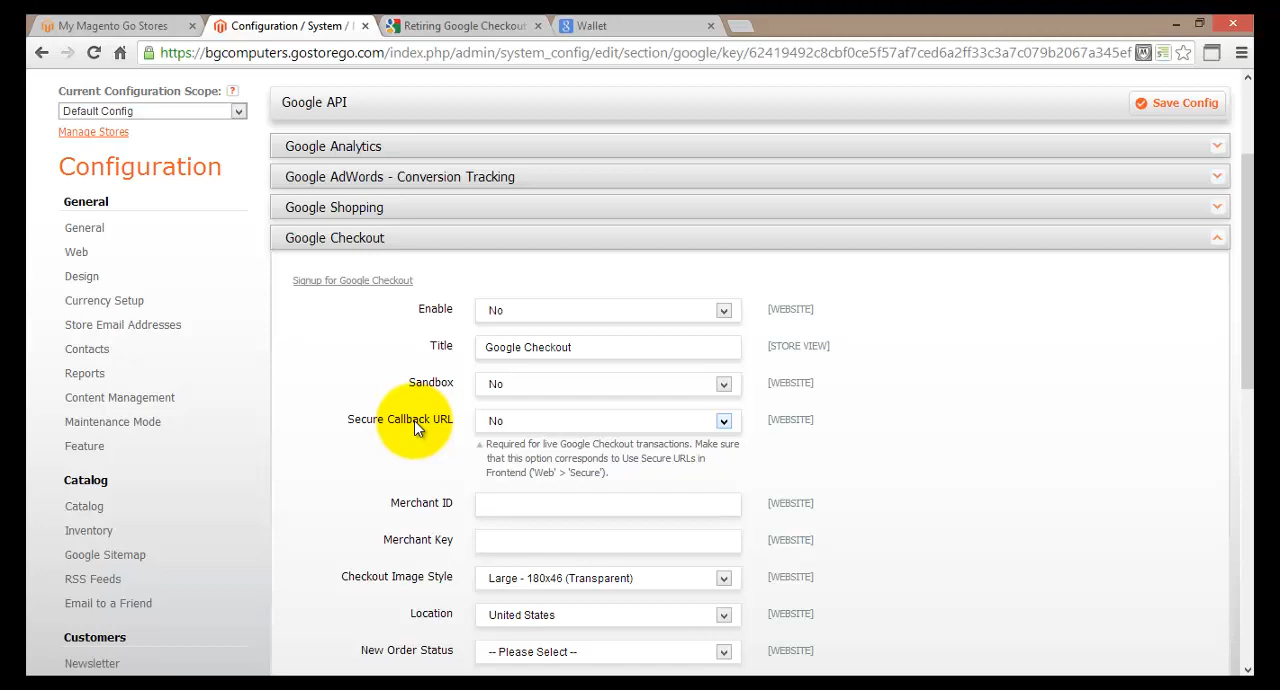 My Magento Go Stores
Configuration / System /
Retiring Google Checkout
Wallet
https://bgcomputers.gostorego.com/index.php/admin/system_config/edit/section/google/key/62419492c8cbf0ce5f57af7ced6a2ff33c3a7c079b2067a345ef
Current Configuration Scope: ?
Default Config
Manage Stores
Configuration
General
General
Web
Design
Currency Setup
Store Email Addresses
Contacts
Reports
Content Management
Maintenance Mode
Feature
Catalog
Catalog
Inventory
Google Sitemap
RSS Feeds
Email to a Friend
Customers
Newsletter
Google API
Save Config
Google Analytics
Google AdWords - Conversion Tracking
Google Shopping
Google Checkout
Signup for Google Checkout
Enable No [WEBSITE]
Title Google Checkout [STORE VIEW]
Sandbox No [WEBSITE]
Secure Callback URL No [WEBSITE]
Required for live Google Checkout transactions. Make sure
that this option corresponds to Use Secure URLs in
Frontend ('Web' > 'Secure').
Merchant ID [WEBSITE]
Merchant Key [WEBSITE]
Checkout Image Style Large - 180x46 (Transparent) [WEBSITE]
Location United States [WEBSITE]
New Order Status -- Please Select -- [WEBSITE]